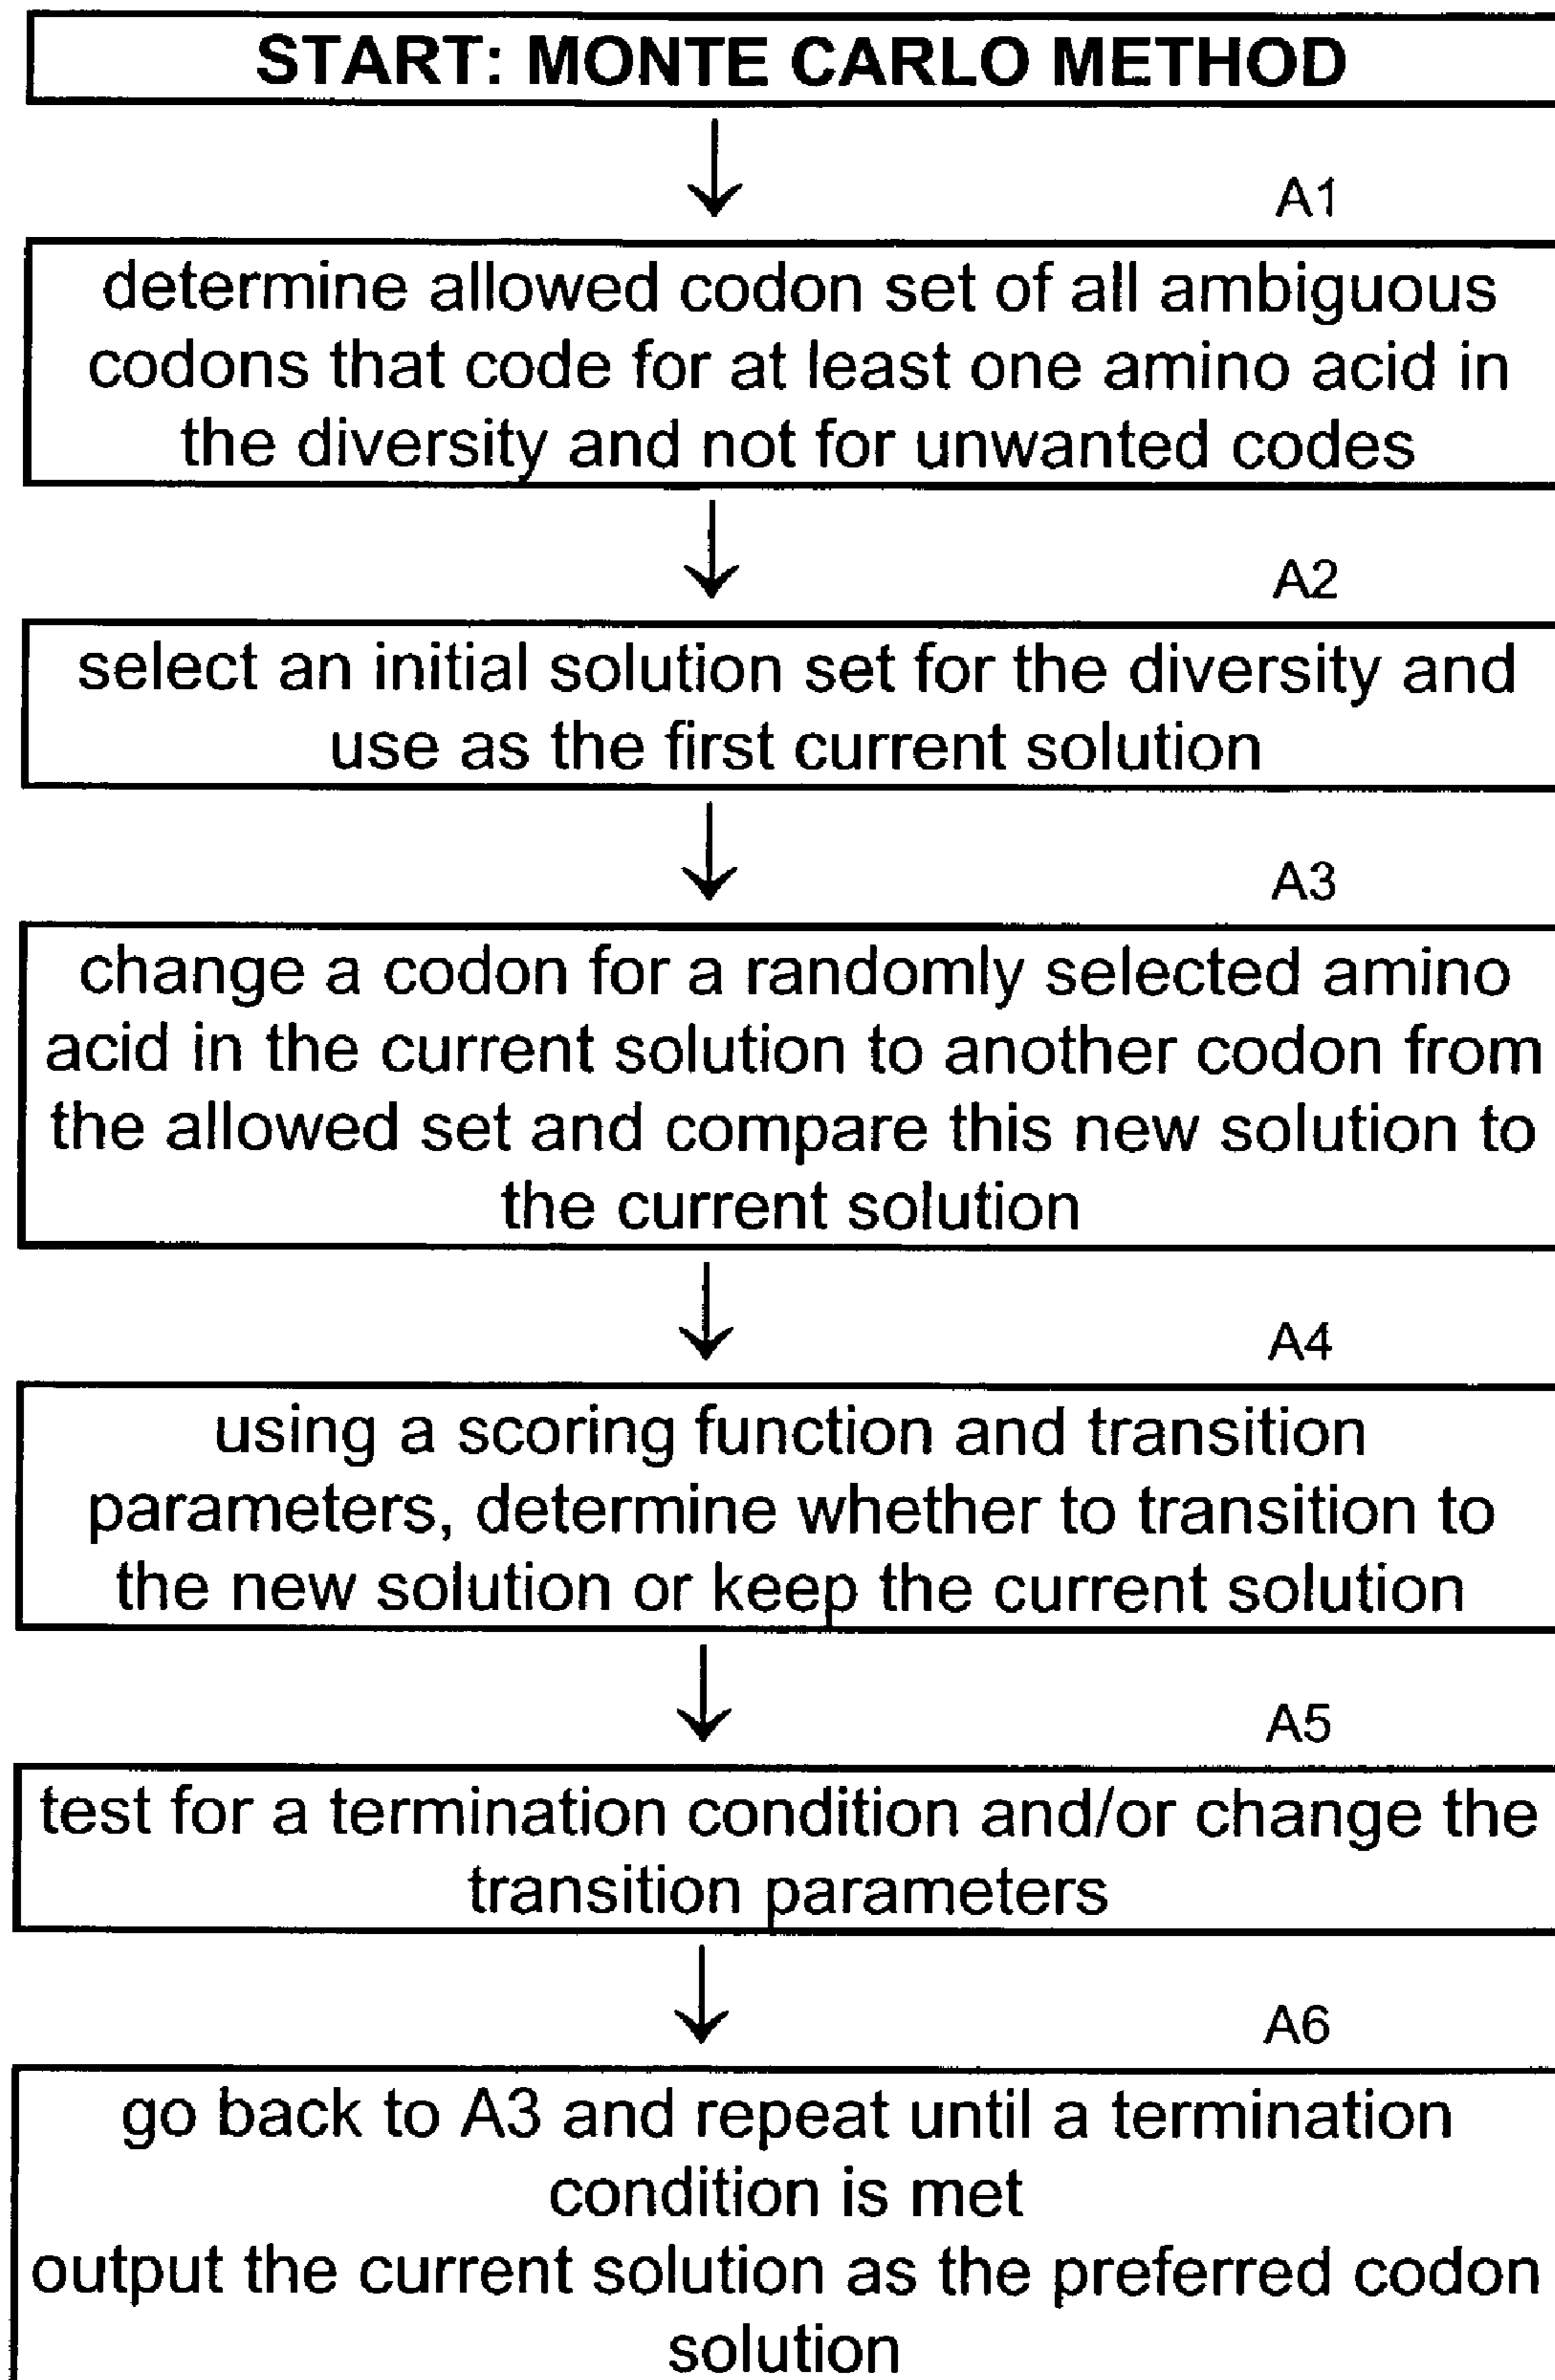 START: MONTE CARLO METHOD
A1
determine allowed codon set of all ambiguous
codons that code for at least one amino acid in
the diversity and not for unwanted codes
A2
select an initial solution set for the diversity and
use as the first current solution
A3
change a codon for a randomly selected amino
acid in the current solution to another codon from
the allowed set and compare this new solution to
the current solution
A4
using a scoring function and transition
parameters, determine whether to transition to
the new solution or keep the current solution
A5
test for a termination condition and/or change the
transition parameters
A6
go back to A3 and repeat until a termination
condition is met
output the current solution as the preferred codon
solution